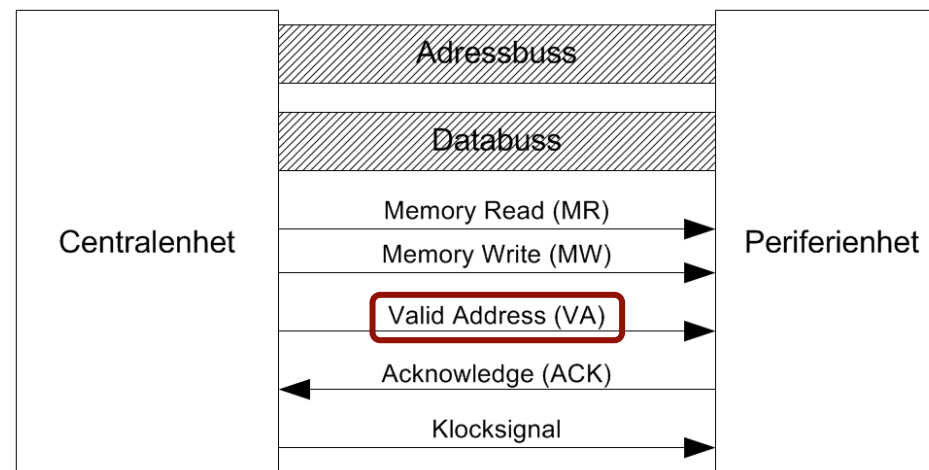 Adressbuss
Databuss
Memory Read (MR)
Centralenhet
Periferienhet
Memory Write (MW)
Valid Address (VA)
Acknowledge (ACK)
Klocksignal